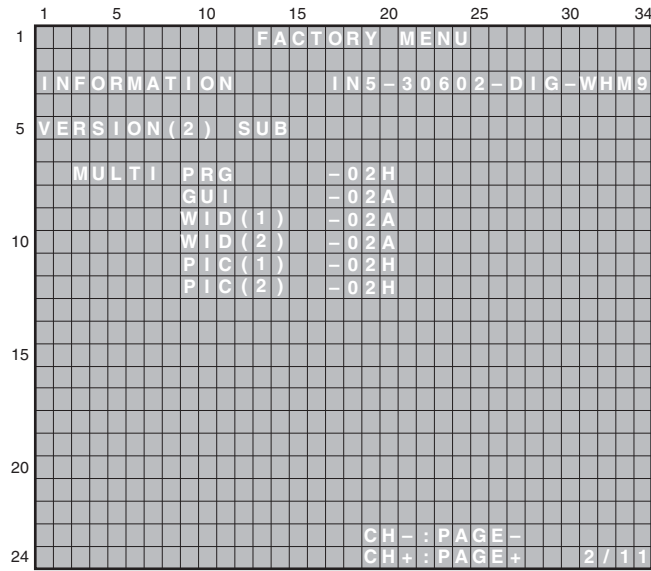 1 5 10 15 20 25 30 34
1 FACTORY MENU
INFORMATION IN5-30602-DIG-WHM9
5 VERSION(2) SUB
MULTI PRG -02H
GUI -02A
WID(1) -02A
10 WID(2) -02A
PIC(1) -02H
PIC(2) -02H
15
20
CH-:PAGE-
24 CH+:PAGE+ 2/11